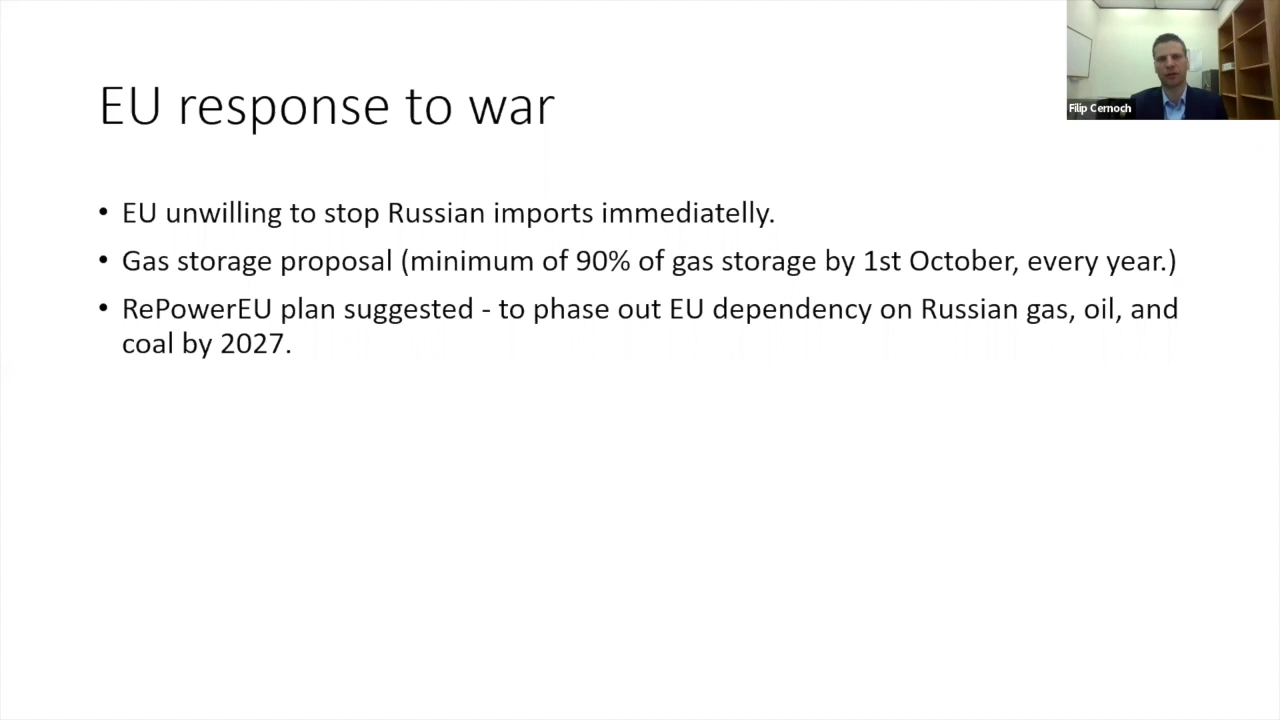 EU response to war
Filip Cernoch
• EU unwilling to stop Russian imports immediatelly.
• Gas storage proposal (minimum of 90% of gas storage by 1st October, every year.)
• RePowerEU plan suggested - to phase out EU dependency on Russian gas, oil, and
coal by 2027.